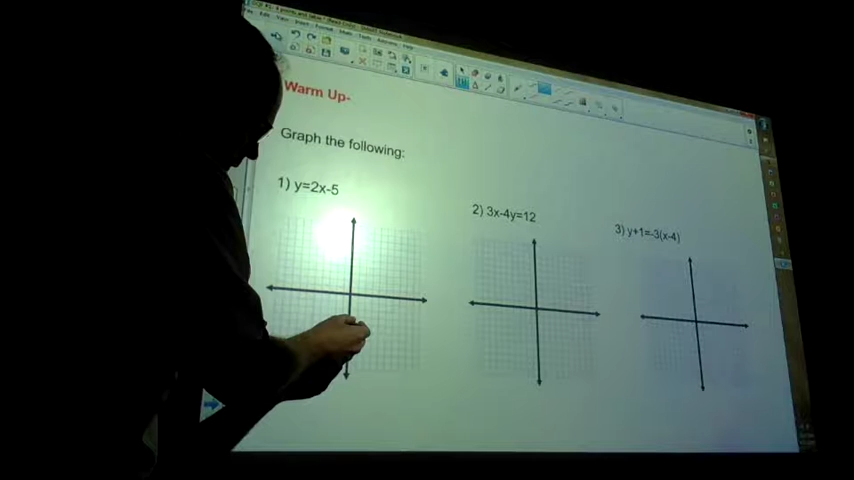 Warm Up-
Graph the following:
1) y=2x-5
2) 3x-4y=12
3) y+1=-3(x-4)